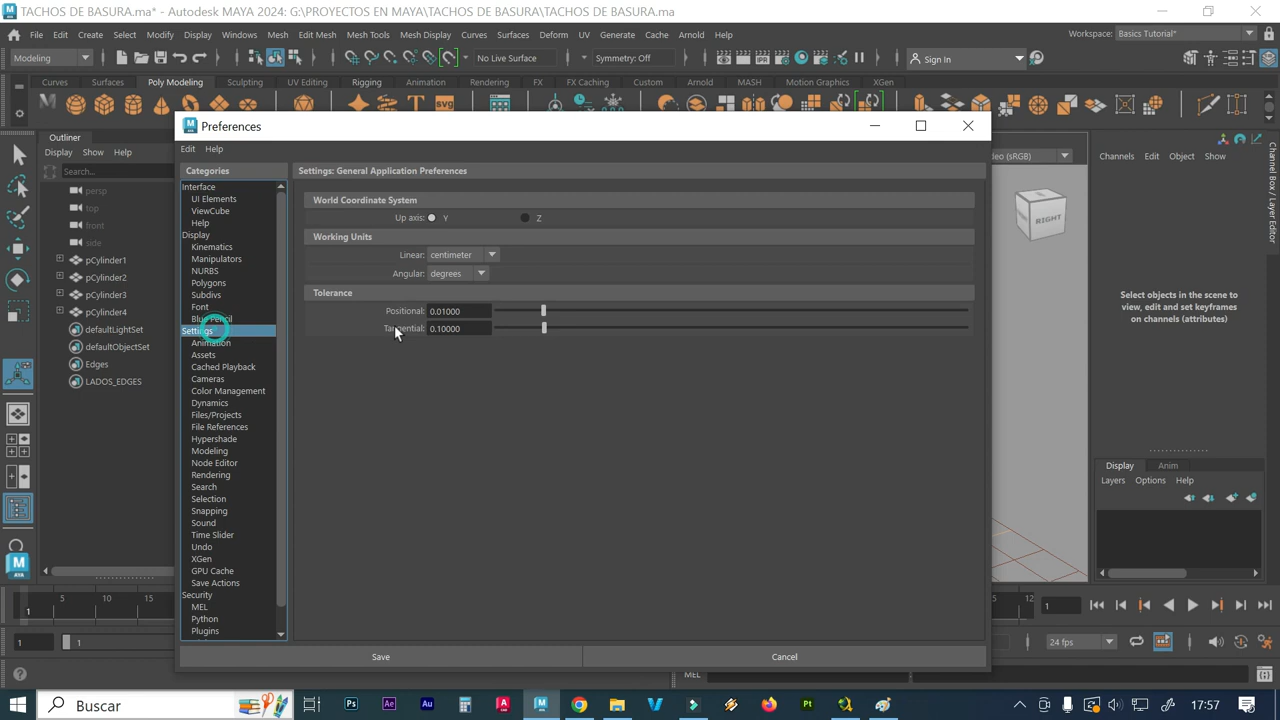 TACHOS DE BASURA.ma* - Autodesk MAYA 2024: G:\PROYECTOS EN MAYA\TACHOS DE BASURA\TACHOS DE BASURA.ma
File Edit Create Select Modify Display Windows Mesh Edit Mesh Mesh Tools Mesh Display Curves Surfaces Deform UV Generate Cache Arnold Help Workspace: Basics Tutorial*
Modeling No Live Surface Symmetry: Off Sign In
Curves Surfaces Poly Modeling Sculpting UV Editing Rigging Animation Rendering FX FX Caching Custom Arnold MASH Motion Graphics XGen
Outliner
Display Show Help
Search...
persp
top
front
side
pCylinder1
pCylinder2
pCylinder3
pCylinder4
defaultLightSet
defaultObjectSet
Edges
LADOS_EDGES
Preferences
Edit Help
Categories
Interface
UI Elements
ViewCube
Help
Display
Kinematics
Manipulators
NURBS
Polygons
Subdivs
Font
Blue Pencil
Settings
Animation
Assets
Cached Playback
Cameras
Color Management
Dynamics
Files/Projects
File References
Hypershade
Modeling
Node Editor
Rendering
Search
Selection
Snapping
Sound
Time Slider
Undo
XGen
GPU Cache
Save Actions
Security
MEL
Python
Plugins
Settings: General Application Preferences
World Coordinate System
Up axis: Y Z
Working Units
Linear: centimeter
Angular: degrees
Tolerance
Positional: 0.01000
Tangential: 0.10000
Save Cancel
deo (sRGB)
RIGHT
Channels Edit Object Show
Channel Box / Layer Editor
Select objects in the scene to
view, edit and set keyframes
on channels (attributes)
Display Anim
Layers Options Help
5 10 15 12
1 1
1 1 24 fps
MEL
MAYA
Buscar Ps Ae Au A M V Pt 17:57